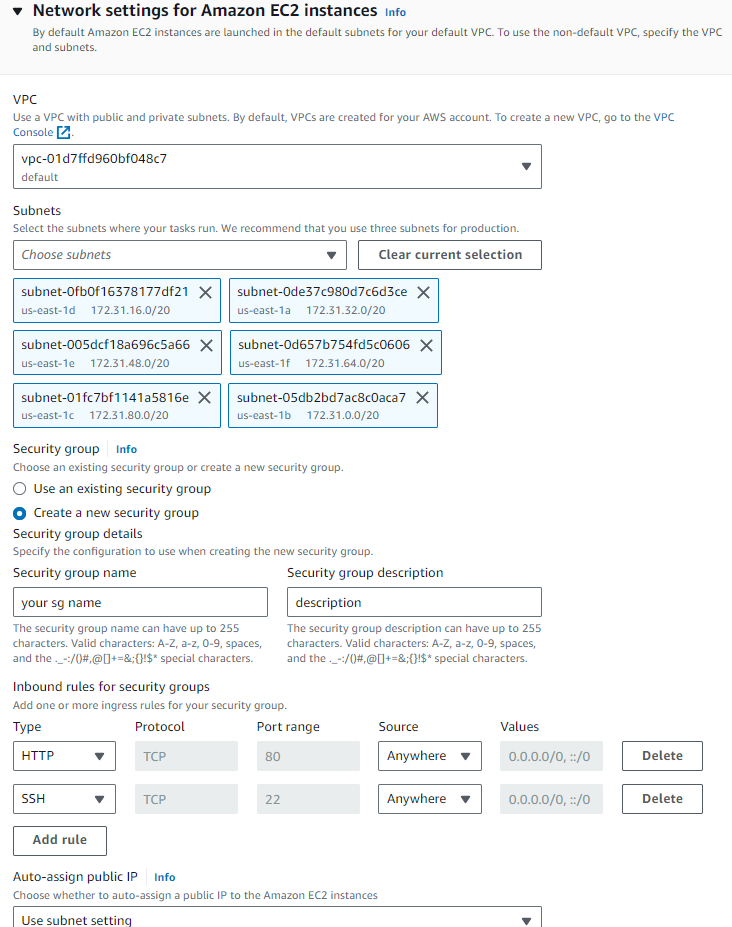 Network settings for Amazon EC2 instances Info
By default Amazon EC2 instances are launched in the default subnets for your default VPC. To use the non-default VPC, specify the VPC
and subnets.
VPC
Use a VPC with public and private subnets. By default, VPCs are created for your AWS account. To create a new VPC, go to the VPC
Console.
vpc-01d7ffd960bf048c7
default
Subnets
Select the subnets where your tasks run. We recommend that you use three subnets for production.
Choose subnets Clear current selection
subnet-0fb0f16378177df21 subnet-0de37c980d7c6d3ce
us-east-1d 172.31.16.0/20 us-east-1a 172.31.32.0/20
subnet-005dcf18a696c5a66 subnet-0d657b754fd5c0606
us-east-1e 172.31.48.0/20 us-east-1f 172.31.64.0/20
subnet-01fc7bf1141a5816e subnet-05db2bd7ac8c0aca7
us-east-1c 172.31.80.0/20 us-east-1b 172.31.0.0/20
Security group Info
Choose an existing security group or create a new security group.
Use an existing security group
Create a new security group
Security group details
Specify the configuration to use when creating the new security group.
Security group name Security group description
your sg name description
The security group name can have up to 255 The security group description can have up to 255
characters. Valid characters: A-Z, a-z, 0-9, spaces, characters. Valid characters: A-Z, a-z, 0-9, spaces,
and the ._-:/()#,@[]+=&;{}!$* special characters. and the ._-:/()#,@[]+=&;{}!$* special characters.
Inbound rules for security groups
Add one or more ingress rules for your security group.
Type Protocol Port range Source Values
HTTP TCP 80 Anywhere 0.0.0.0/0, ::/0 Delete
SSH TCP 22 Anywhere 0.0.0.0/0, ::/0 Delete
Add rule
Auto-assign public IP Info
Choose whether to auto-assign a public IP to the Amazon EC2 instances
Use subnet setting